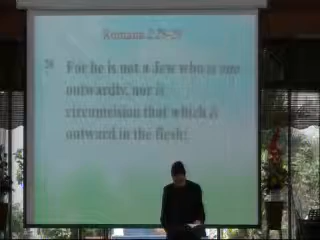 Romans 2:28-29
28 For he is not a Jew who is one
outwardly, nor is
circumcision that which is
outward in the flesh;